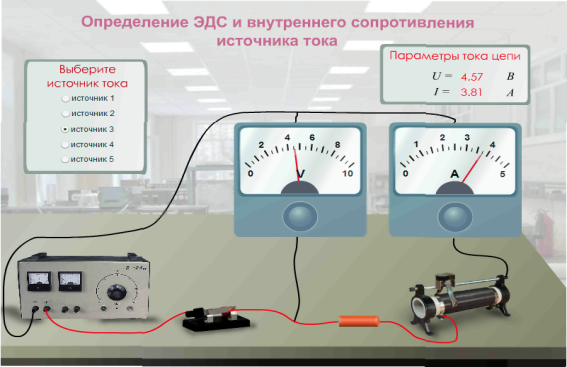 Определение ЭДС и внутреннего сопротивления
источника тока
Выберите
источник тока
источник 1
источник 2
источник 3
источник 4
источник 5
Параметры тока цепи
U = 4.57 В
I = 3.81 А
0 2 4 6 8 10
V
0 1 2 3 4 5
A